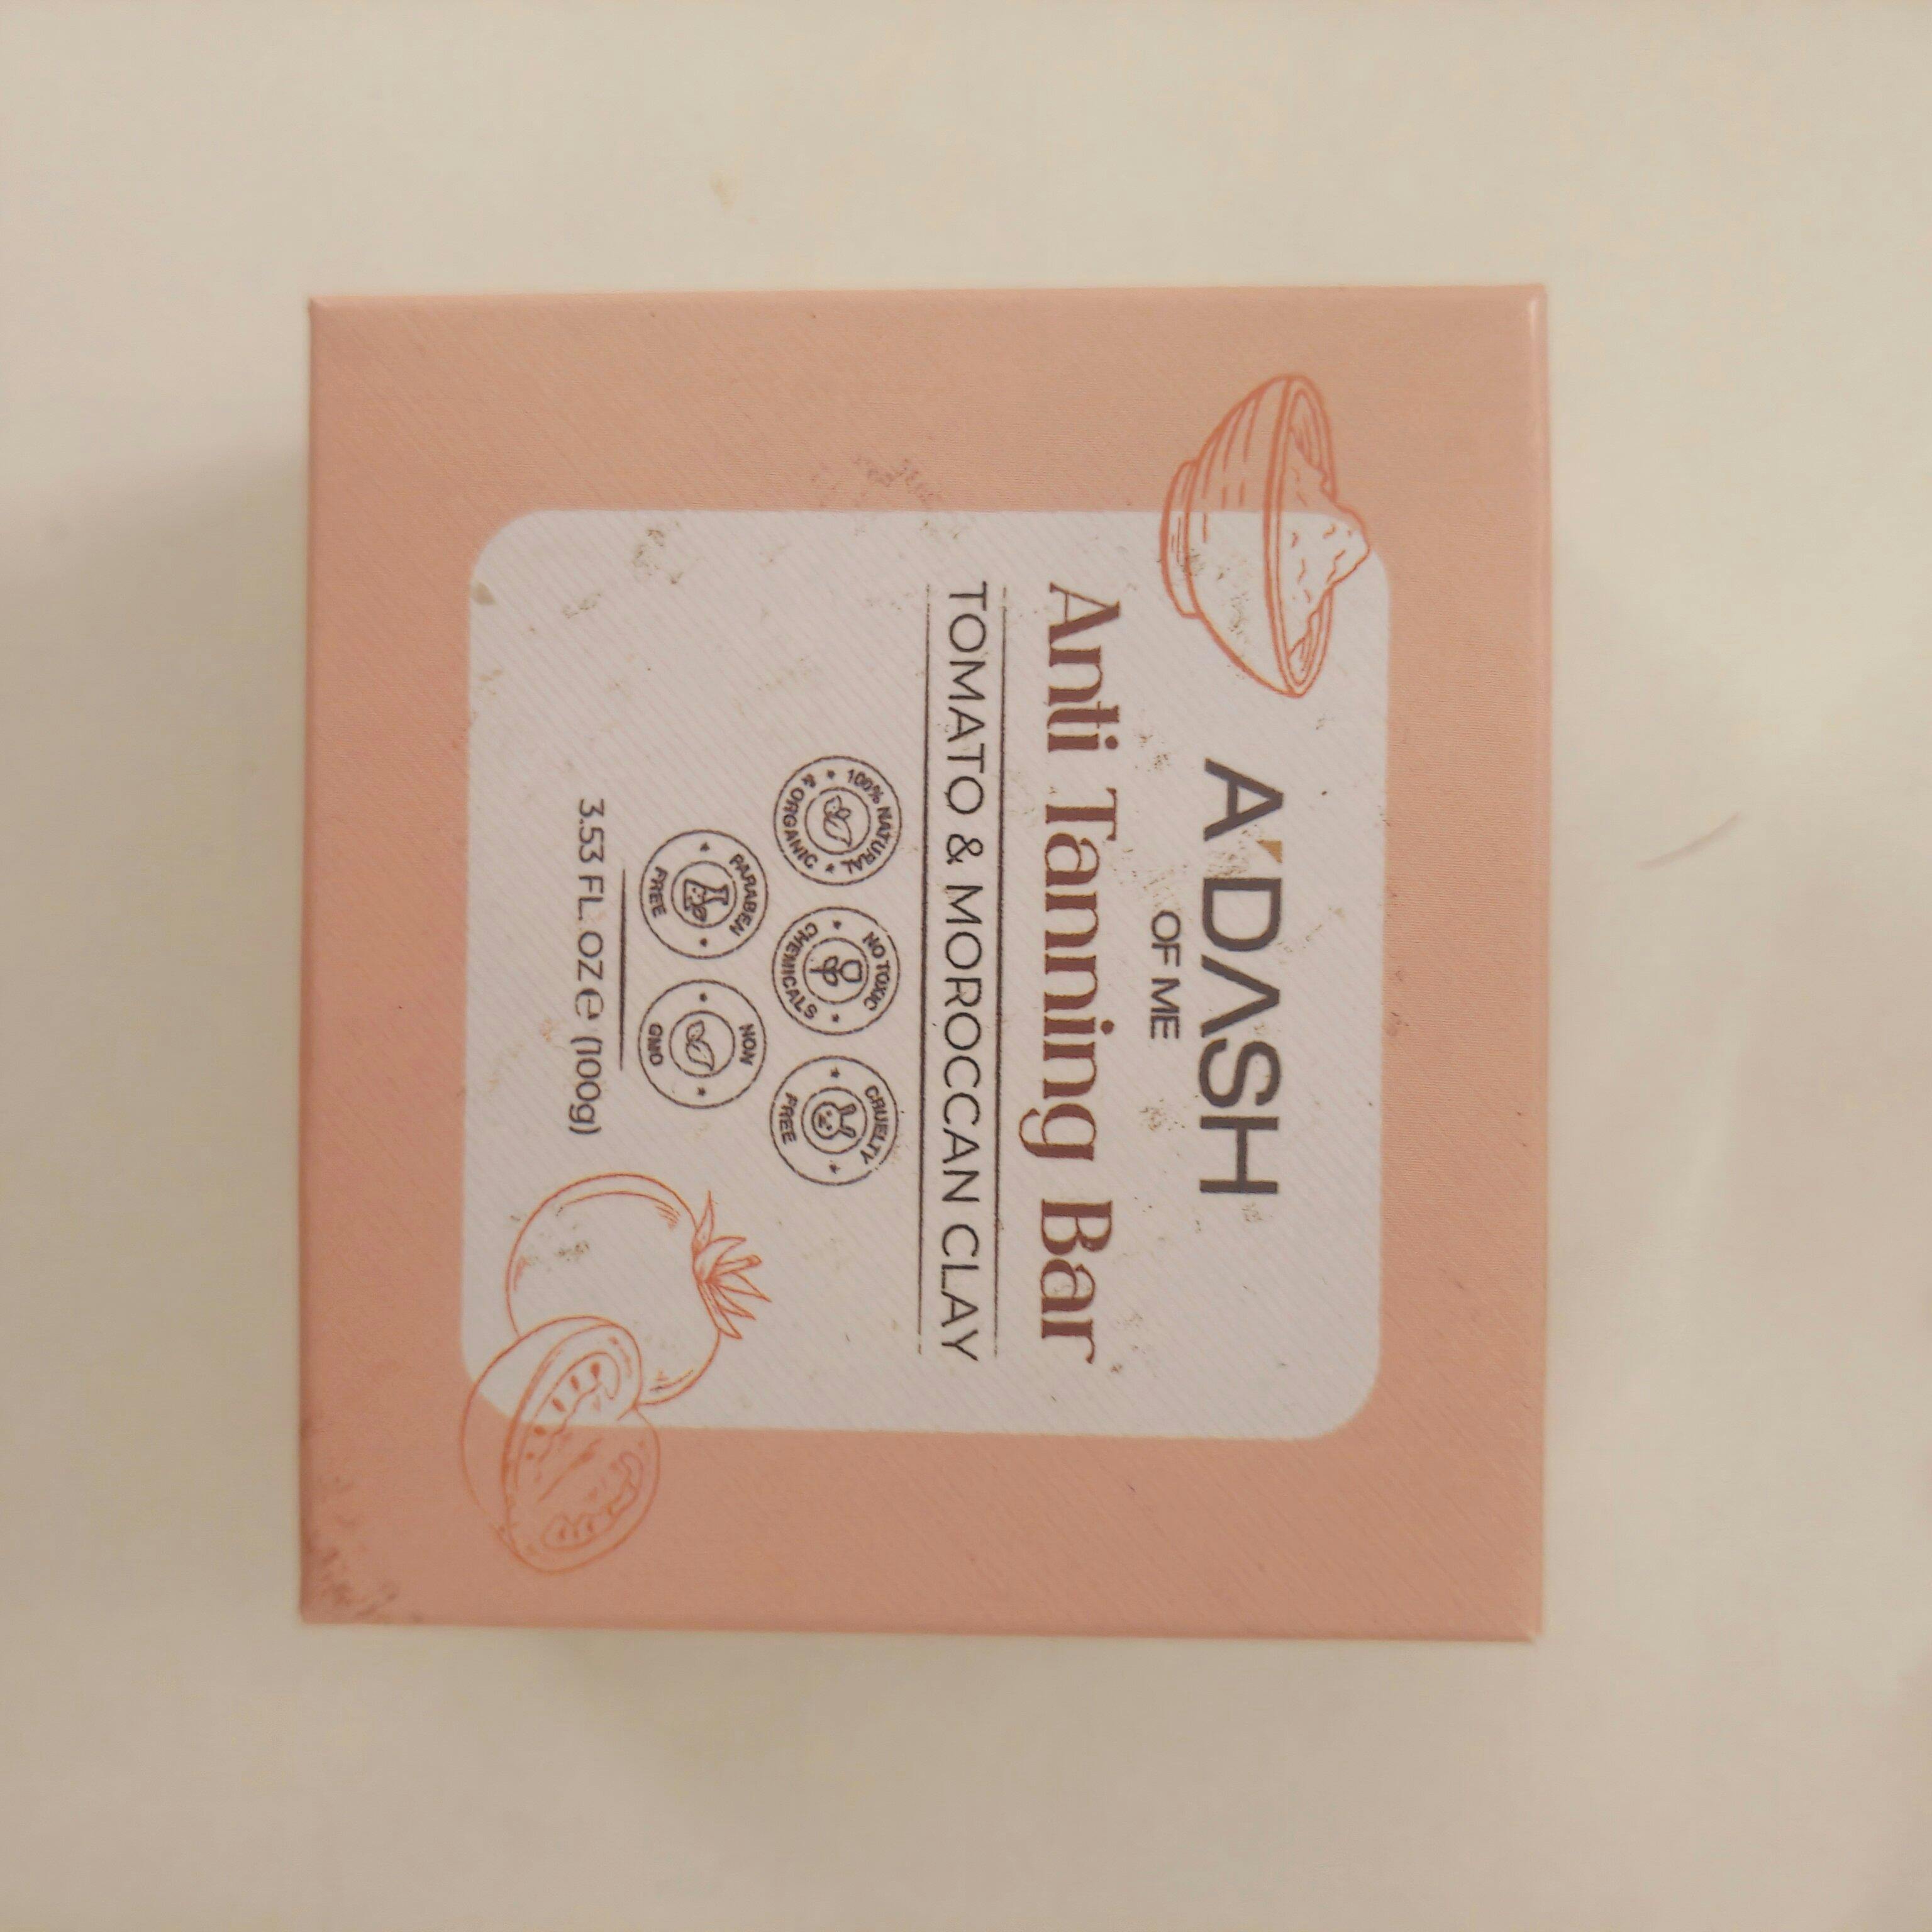 A'DASH
OF ME
Anti Tanning Bar
TOMATO & MOROCCAN CLAY
100% NATURAL
& ORGANIC
NO TOXIC
CHEMICALS
CRUELTY
FREE
PARABEN
FREE
NON
GMO
3.53 FL. OZ ℮ (100g)